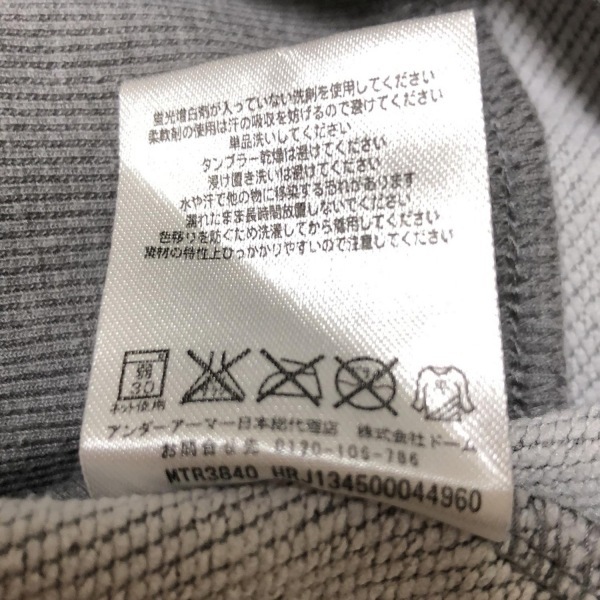 蛍光増白剤が入っていない洗剤を使用してください
柔軟剤の使用は汗の吸収を妨げるので避けてください
単品洗いしてください
タンブラー乾燥は避けてください
浸け置き洗いは避けてください
水や汗で他の物に移染する恐れがあります
濡れたまま長時間放置しないでください
色移りを防ぐため洗濯してから着用してください
素材の特性上ひっかかりやすいので注意してください
弱
30
ネット使用
平
アンダーアーマー日本総代理店 株式会社ドーム
お問合せ先 0120-106-786
MTR3840 HRJ134500044960